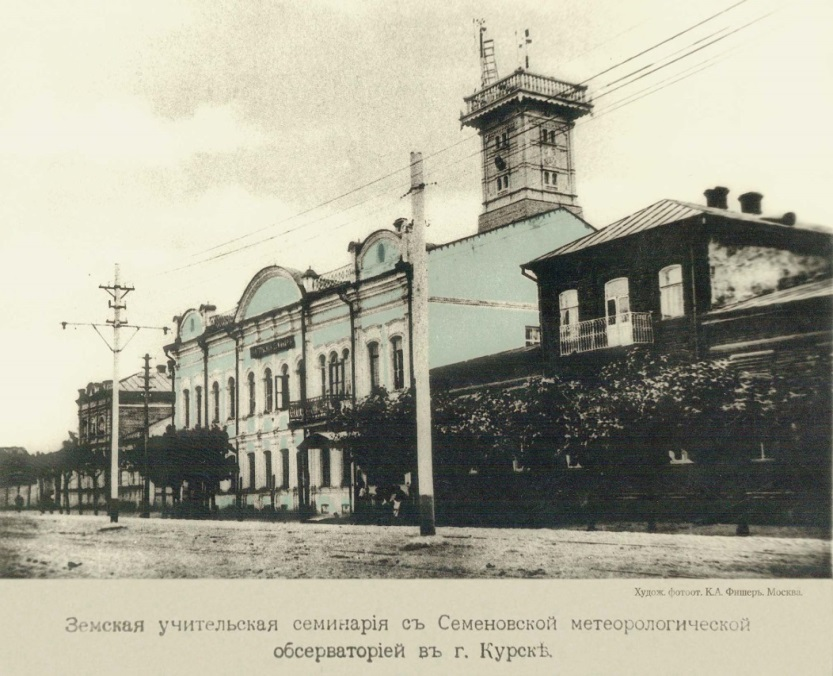 Худож. фотот. К.А. Фишеръ. Москва.
Земская учительская семинарія съ Семеновской метеорологической
обсерваторіей въ г. Курскѣ.